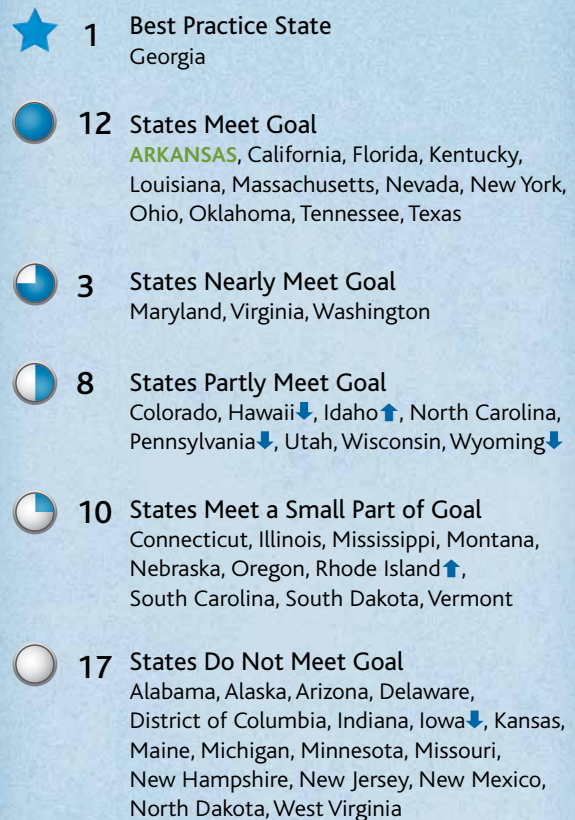 1 Best Practice State
Georgia
12 States Meet Goal
ARKANSAS, California, Florida, Kentucky,
Louisiana, Massachusetts, Nevada, New York,
Ohio, Oklahoma, Tennessee, Texas
3 States Nearly Meet Goal
Maryland, Virginia, Washington
8 States Partly Meet Goal
Colorado, Hawaii⬇, Idaho⬆, North Carolina,
Pennsylvania⬇, Utah, Wisconsin, Wyoming⬇
10 States Meet a Small Part of Goal
Connecticut, Illinois, Mississippi, Montana,
Nebraska, Oregon, Rhode Island⬆,
South Carolina, South Dakota, Vermont
17 States Do Not Meet Goal
Alabama, Alaska, Arizona, Delaware,
District of Columbia, Indiana, Iowa⬇, Kansas,
Maine, Michigan, Minnesota, Missouri,
New Hampshire, New Jersey, New Mexico,
North Dakota, West Virginia